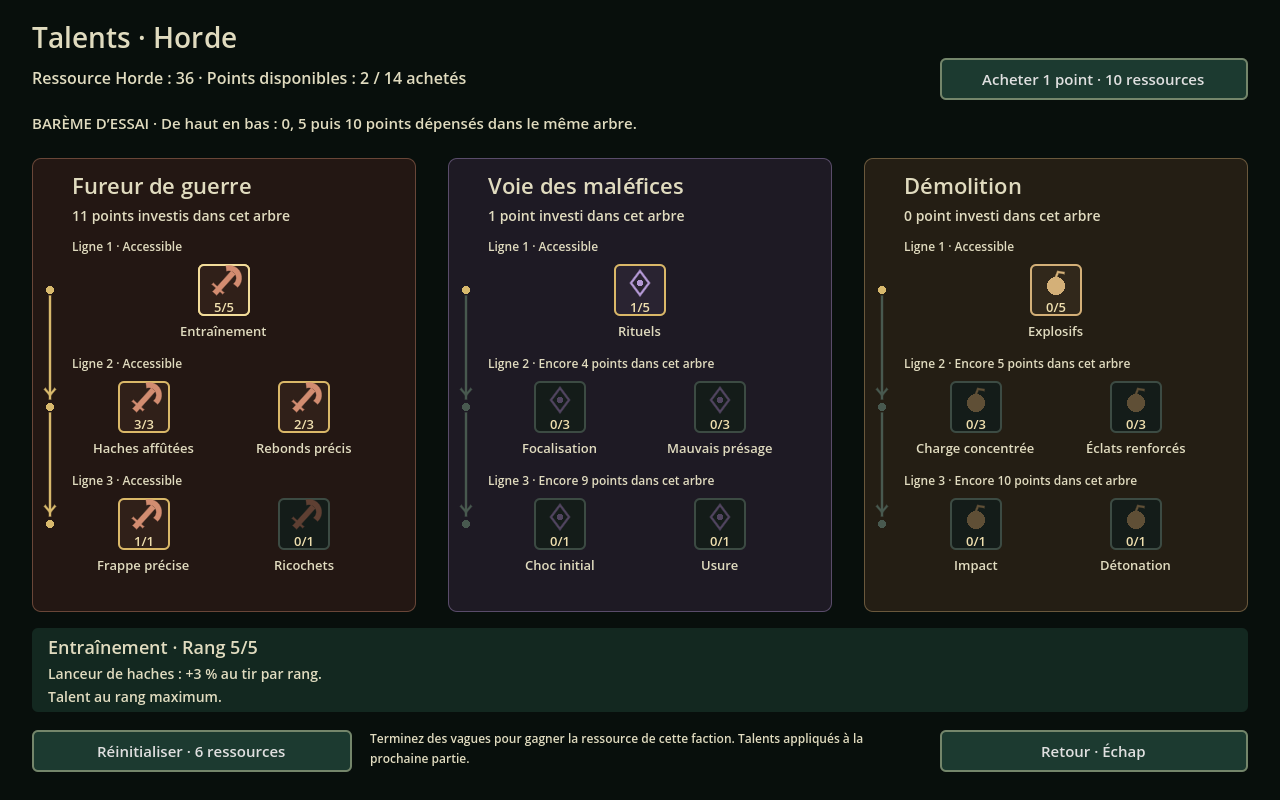 Talents · Horde
Ressource Horde : 36 · Points disponibles : 2 / 14 achetés
Acheter 1 point · 10 ressources
BARÈME D’ESSAI · De haut en bas : 0, 5 puis 10 points dépensés dans le même arbre.
Fureur de guerre
11 points investis dans cet arbre
Ligne 1 · Accessible
5/5
Entraînement
Ligne 2 · Accessible
3/3
2/3
Haches affûtées
Rebonds précis
Ligne 3 · Accessible
1/1
0/1
Frappe précise
Ricochets
Voie des maléfices
1 point investi dans cet arbre
Ligne 1 · Accessible
1/5
Rituels
Ligne 2 · Encore 4 points dans cet arbre
0/3
0/3
Focalisation
Mauvais présage
Ligne 3 · Encore 9 points dans cet arbre
0/1
0/1
Choc initial
Usure
Démolition
0 point investi dans cet arbre
Ligne 1 · Accessible
0/5
Explosifs
Ligne 2 · Encore 5 points dans cet arbre
0/3
0/3
Charge concentrée
Éclats renforcés
Ligne 3 · Encore 10 points dans cet arbre
0/1
0/1
Impact
Détonation
Entraînement · Rang 5/5
Lanceur de haches : +3 % au tir par rang.
Talent au rang maximum.
Réinitialiser · 6 ressources
Terminez des vagues pour gagner la ressource de cette faction. Talents appliqués à la
prochaine partie.
Retour · Échap